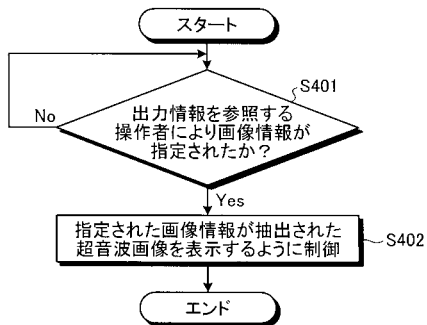 スタート
S401
出力情報を参照する
操作者により画像情報が
指定されたか？
No
Yes
指定された画像情報が抽出された
超音波画像を表示するように制御
S402
エンド